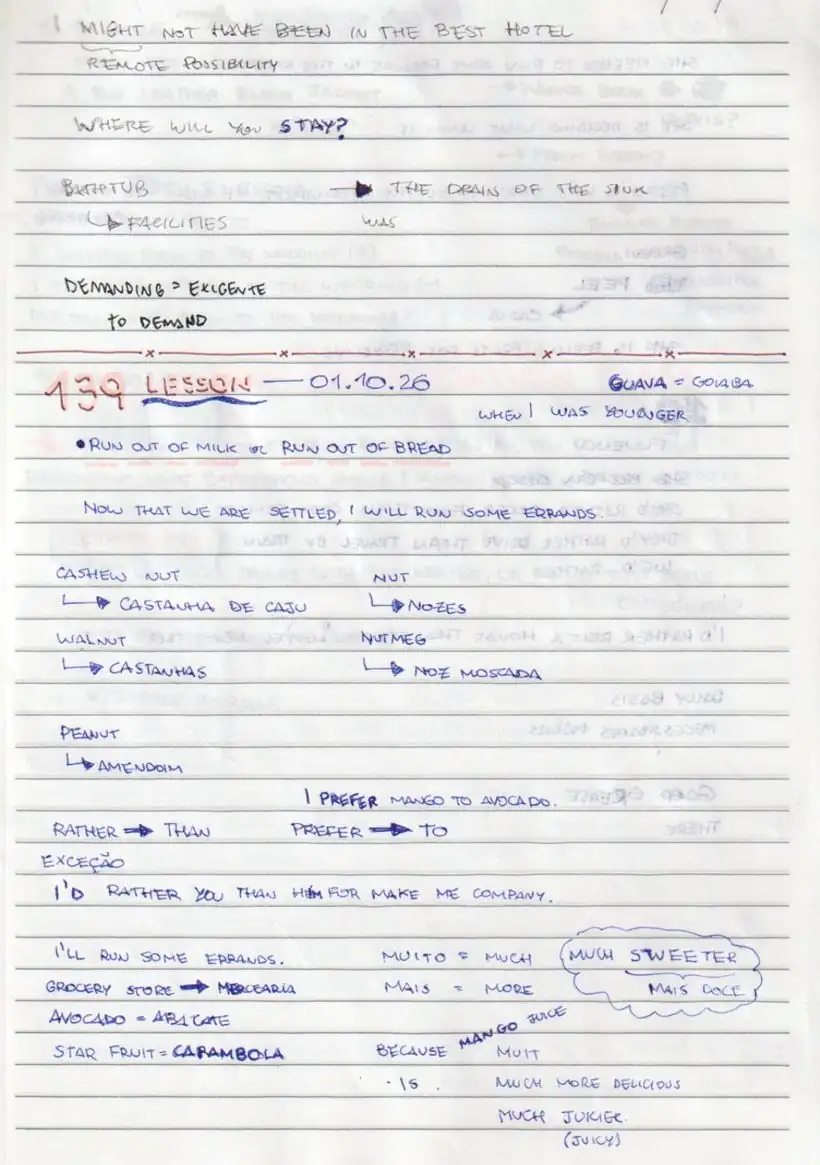 I MIGHT NOT HAVE BEEN IN THE BEST HOTEL
REMOTE POSSIBILITY
WHERE WILL YOU STAY?
BATHTUB → THE DRAIN OF THE SINK
↳ FACILITIES WAS
DEMANDING = EXIGENTE
TO DEMAND
139 LESSON — 01.10.26 GUAVA = GOIABA
WHEN I WAS YOUNGER
• RUN OUT OF MILK or RUN OUT OF BREAD
NOW THAT WE ARE SETTLED, I WILL RUN SOME ERRANDS.
CASHEW NUT NUT
↳ CASTANHA DE CAJU ↳ NOZES
WALNUT NUTMEG
↳ CASTANHAS ↳ NOZ MOSCADA
PEANUT
↳ AMENDOIM
I PREFER MANGO TO AVOCADO.
RATHER → THAN PREFER → TO
EXCEÇÃO
I'D RATHER YOU THAN HIM FOR MAKE ME COMPANY.
I'LL RUN SOME ERRANDS. MUITO = MUCH MUCH SWEETER
GROCERY STORE → MERCEARIA MAIS = MORE MAIS DOCE
AVOCADO = ABACATE MANGO JUICE
STAR FRUIT = CARAMBOLA BECAUSE MUIT
· IS . MUCH MORE DELICIOUS
MUCH JUICIER.
(JUICY)